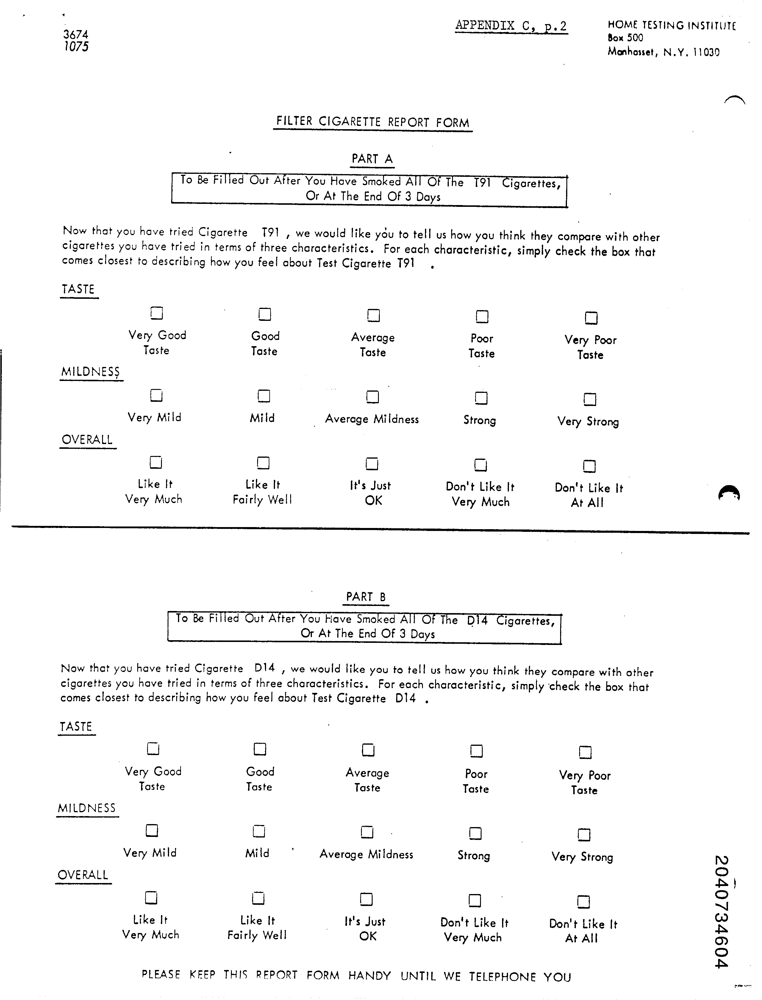 APPENDIX C, p.2
HOME TESTING INSTITUTE
Box 500
Manhasset, N.Y. 11030
3674
1075
FILTER CIGARETTE REPORT FORM
PART A
To Be Filled Out After You Have Smoked All Of The T91 Cigarettes,
Or At The End Of 3 Days
Now that you have tried Cigarette T91 , we would like you to tell us how you think they compare with other
cigarettes you have tried in terms of three characteristics. For each characteristic, simply check the box that
comes closest to describing how you feel about Test Cigarette T91 .
TASTE
Very Good Good Average Poor Very Poor
Taste Taste Taste Taste Taste
MILDNESS
Very Mild Mild Average Mildness Strong Very Strong
OVERALL
Like It Like It It's Just Don't Like It Don't Like It
Very Much Fairly Well OK Very Much At All
PART B
To Be Filled Out After You Have Smoked All Of The D14 Cigarettes,
Or At The End Of 3 Days
Now that you have tried Cigarette D14 , we would like you to tell us how you think they compare with other
cigarettes you have tried in terms of three characteristics. For each characteristic, simply check the box that
comes closest to describing how you feel about Test Cigarette D14 .
TASTE
Very Good Good Average Poor Very Poor
Taste Taste Taste Taste Taste
MILDNESS
Very Mild Mild Average Mildness Strong Very Strong
OVERALL
Like It Like It It's Just Don't Like It Don't Like It
Very Much Fairly Well OK Very Much At All
PLEASE KEEP THIS REPORT FORM HANDY UNTIL WE TELEPHONE YOU
2040734604